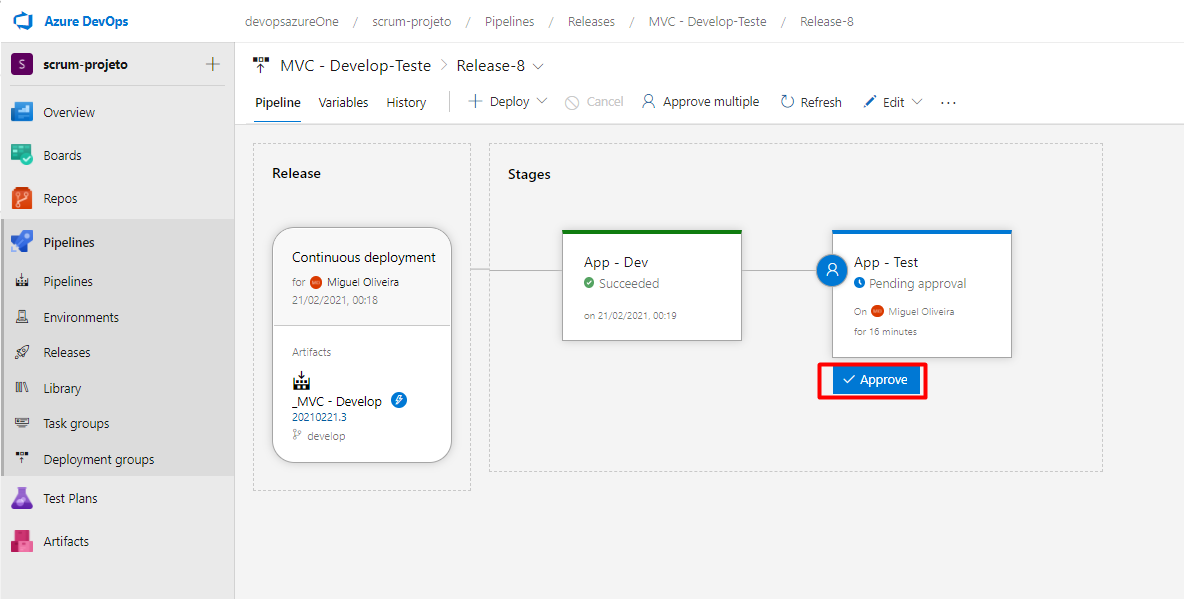 Azure DevOps
devopsazureOne / scrum-projeto / Pipelines / Releases / MVC - Develop-Teste / Release-8
S scrum-projeto +
Overview
Boards
Repos
Pipelines
Pipelines
Environments
Releases
Library
Task groups
Deployment groups
Test Plans
Artifacts
MVC - Develop-Teste > Release-8
Pipeline Variables History + Deploy Cancel Approve multiple Refresh Edit ...
Release
Continuous deployment
for MO Miguel Oliveira
21/02/2021, 00:18
Artifacts
_MVC - Develop
20210221.3
develop
Stages
App - Dev
Succeeded
on 21/02/2021, 00:19
App - Test
Pending approval
On MO Miguel Oliveira
for 16 minutes
Approve